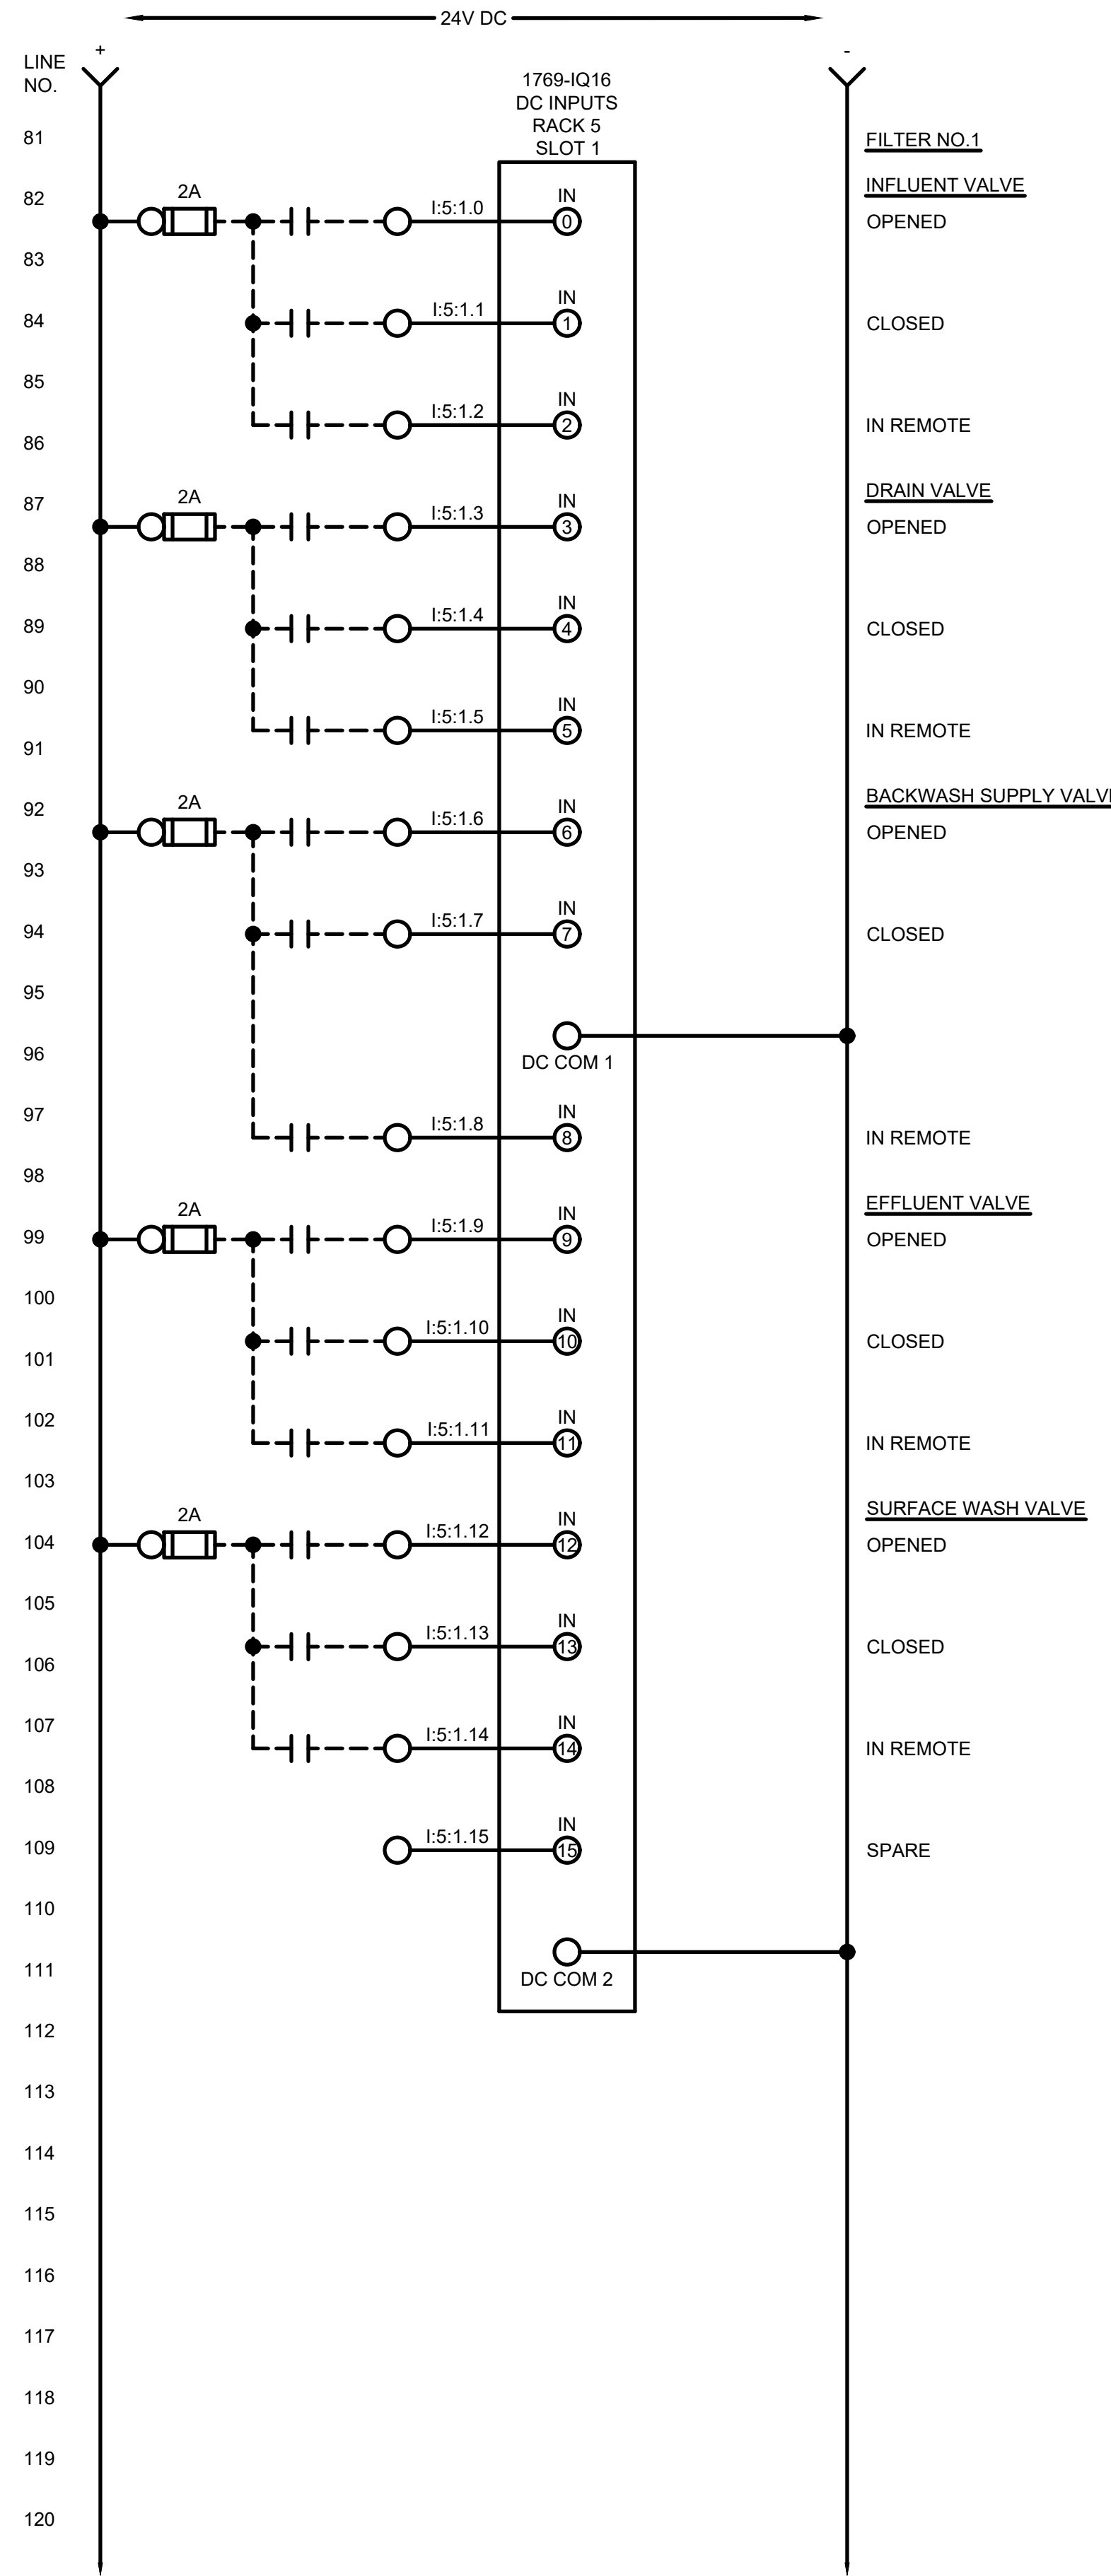 24V DC
+
-
LINE
NO.
1769-IQ16
DC INPUTS
RACK 5
SLOT 1
81
FILTER NO.1
INFLUENT VALVE
82
2A
I:5:1.0
IN
0
OPENED
83
84
I:5:1.1
IN
1
CLOSED
85
I:5:1.2
IN
2
IN REMOTE
86
DRAIN VALVE
87
2A
I:5:1.3
IN
3
OPENED
88
89
I:5:1.4
IN
4
CLOSED
90
I:5:1.5
IN
5
IN REMOTE
91
BACKWASH SUPPLY VALV
92
2A
I:5:1.6
IN
6
OPENED
93
94
I:5:1.7
IN
7
CLOSED
95
96
DC COM 1
97
I:5:1.8
IN
8
IN REMOTE
98
EFFLUENT VALVE
99
2A
I:5:1.9
IN
9
OPENED
100
I:5:1.10
IN
10
CLOSED
101
102
I:5:1.11
IN
11
IN REMOTE
103
SURFACE WASH VALVE
104
2A
I:5:1.12
IN
12
OPENED
105
I:5:1.13
IN
13
CLOSED
106
107
I:5:1.14
IN
14
IN REMOTE
108
109
I:5:1.15
IN
15
SPARE
110
111
DC COM 2
112
113
114
115
116
117
118
119
120